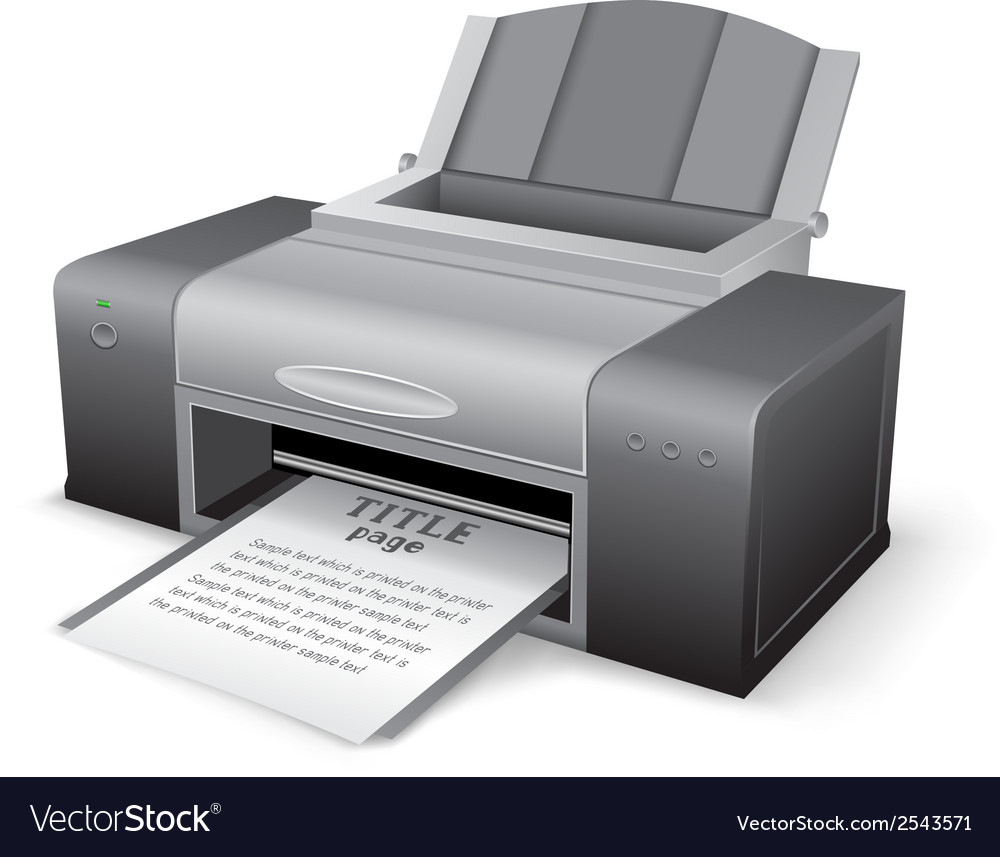 TITLE
page
Sample text which is printed on the printer
text which is printed on the printer text is
the printed on the printer sample text
Sample text which is printed on the printer
text which is printed on the printer text is
the printed on the printer sample text
VectorStock®
VectorStock.com/2543571